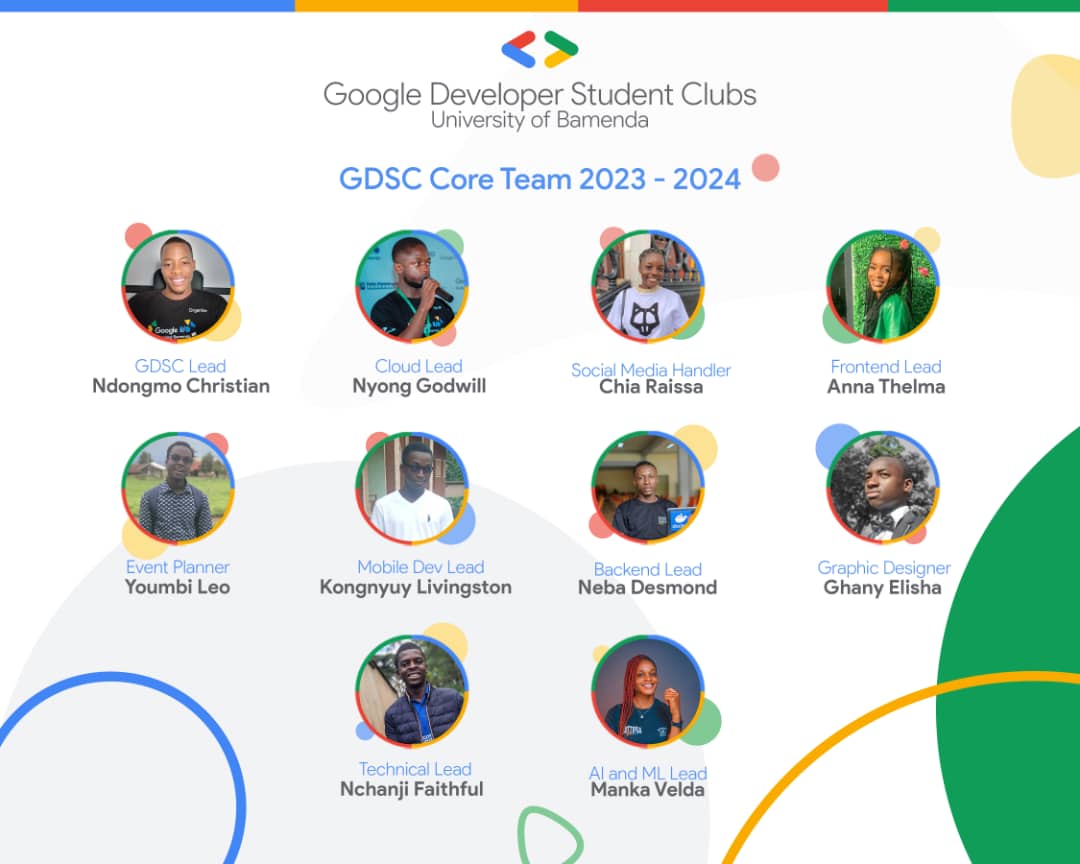 Google Developer Student Clubs
University of Bamenda
GDSC Core Team 2023 - 2024
GDSC Lead
Ndongmo Christian
Cloud Lead
Nyong Godwill
Social Media Handler
Chia Raissa
Frontend Lead
Anna Thelma
Event Planner
Youmbi Leo
Mobile Dev Lead
Kongnyuy Livingston
Backend Lead
Neba Desmond
Graphic Designer
Ghany Elisha
Technical Lead
Nchanji Faithful
AI and ML Lead
Manka Velda